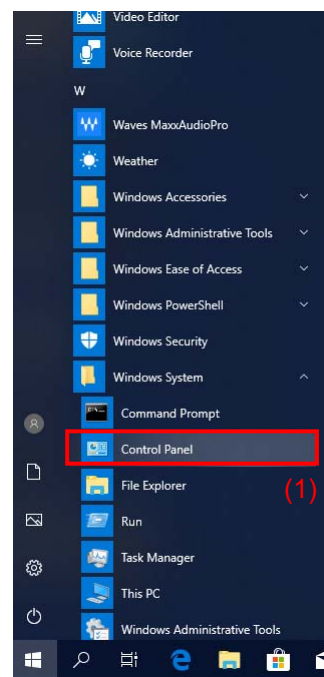 Video Editor
Voice Recorder
W
Waves MaxxAudioPro
Weather
Windows Accessories
Windows Administrative Tools
Windows Ease of Access
Windows PowerShell
Windows Security
Windows System
Command Prompt
Control Panel
File Explorer
(1)
Run
Task Manager
This PC
Windows Administrative Tools